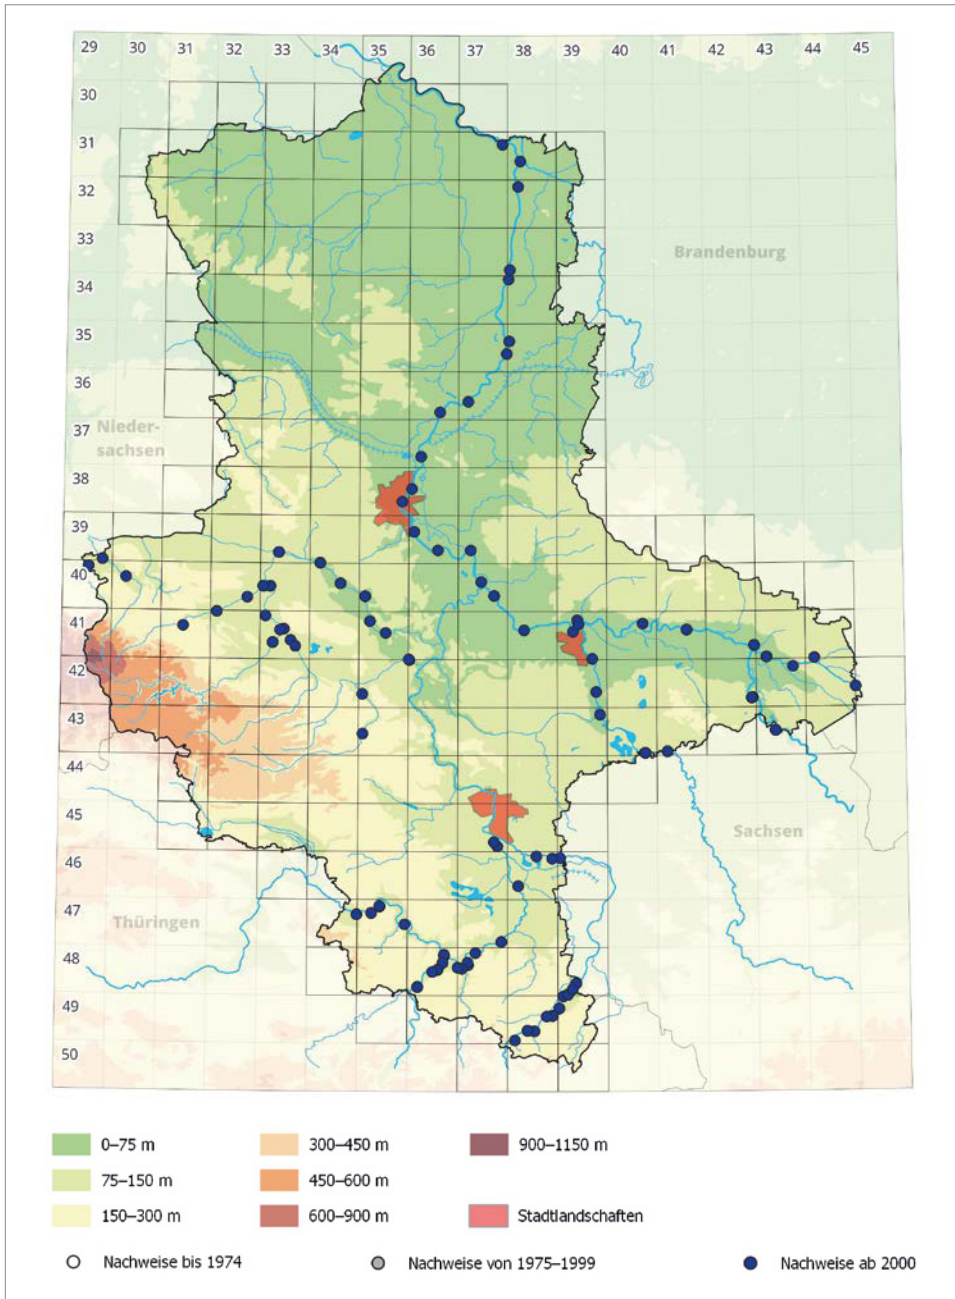 29 30 31 32 33 34 35 36 37 38 39 40 41 42 43 44 45
30
31
32
33
Brandenburg
34
35
36
37
Nieder-
sachsen
38
39
40
41
42
43
44
45
Sachsen
46
47
Thüringen
48
49
50
0–75 m
300–450 m
900–1150 m
75–150 m
450–600 m
150–300 m
600–900 m
Stadtlandschaften
Nachweise bis 1974
Nachweise von 1975–1999
Nachweise ab 2000